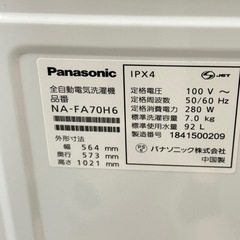 Panasonic
全自動電気洗濯機
品番
NA-FA70H6
外形寸法
幅 564 mm
奥行 573 mm
高さ 1021 mm
IPX4
JET
定格電圧 100 V～
定格周波数 50/60 Hz
定格消費電力 280 W
標準洗濯容量 7.0 kg
標準水量 92 L
製造番号 1841500209
パナソニック株式会社
中国製